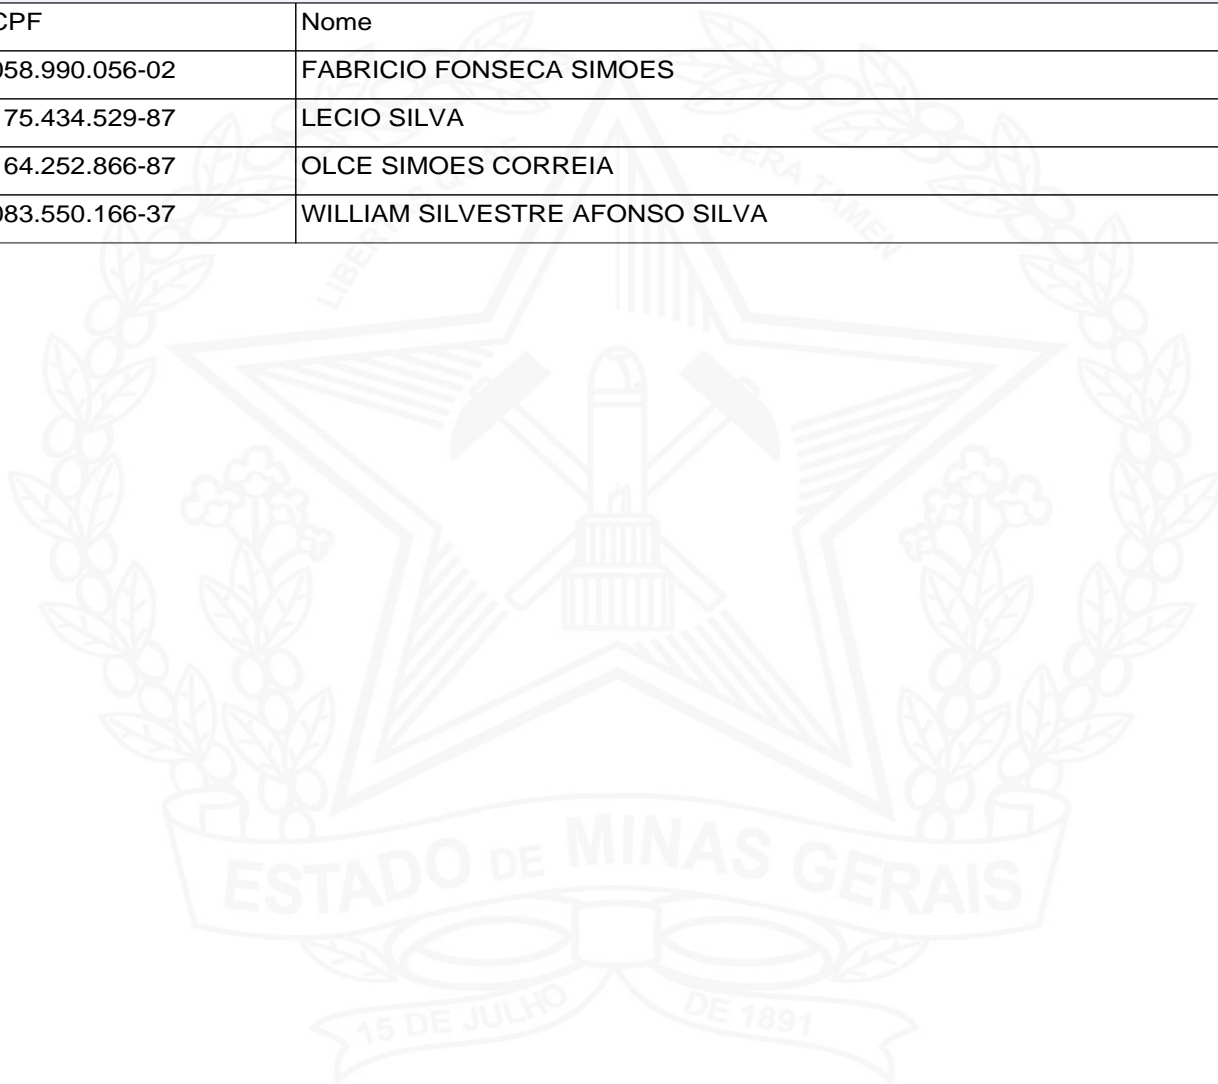 CPF Nome
058.990.056-02 FABRICIO FONSECA SIMOES
75.434.529-87 LECIO SILVA
64.252.866-87 OLCE SIMOES CORREIA
083.550.166-37 WILLIAM SILVESTRE AFONSO SILVA
LIBERTAS QUÆ SERA TAMEN
ESTADO DE MINAS GERAIS
15 DE JULHO DE 1891